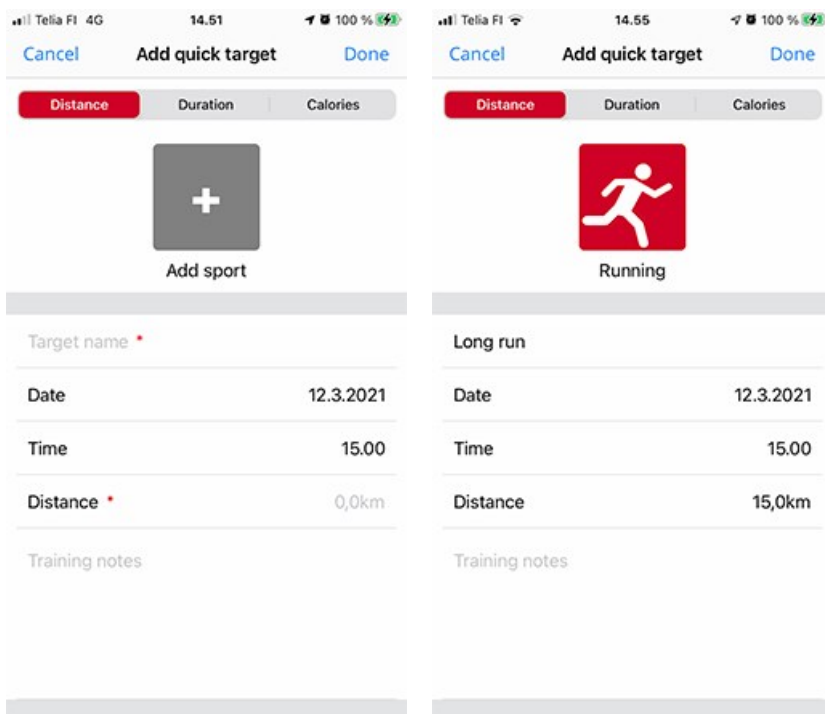 Telia FI 4G 14.51 100 %
Cancel Add quick target Done
Distance Duration Calories
+
Add sport
Target name *
Date 12.3.2021
Time 15.00
Distance * 0,0km
Training notes
Telia FI 14.55 100 %
Cancel Add quick target Done
Distance Duration Calories
Running
Long run
Date 12.3.2021
Time 15.00
Distance 15,0km
Training notes